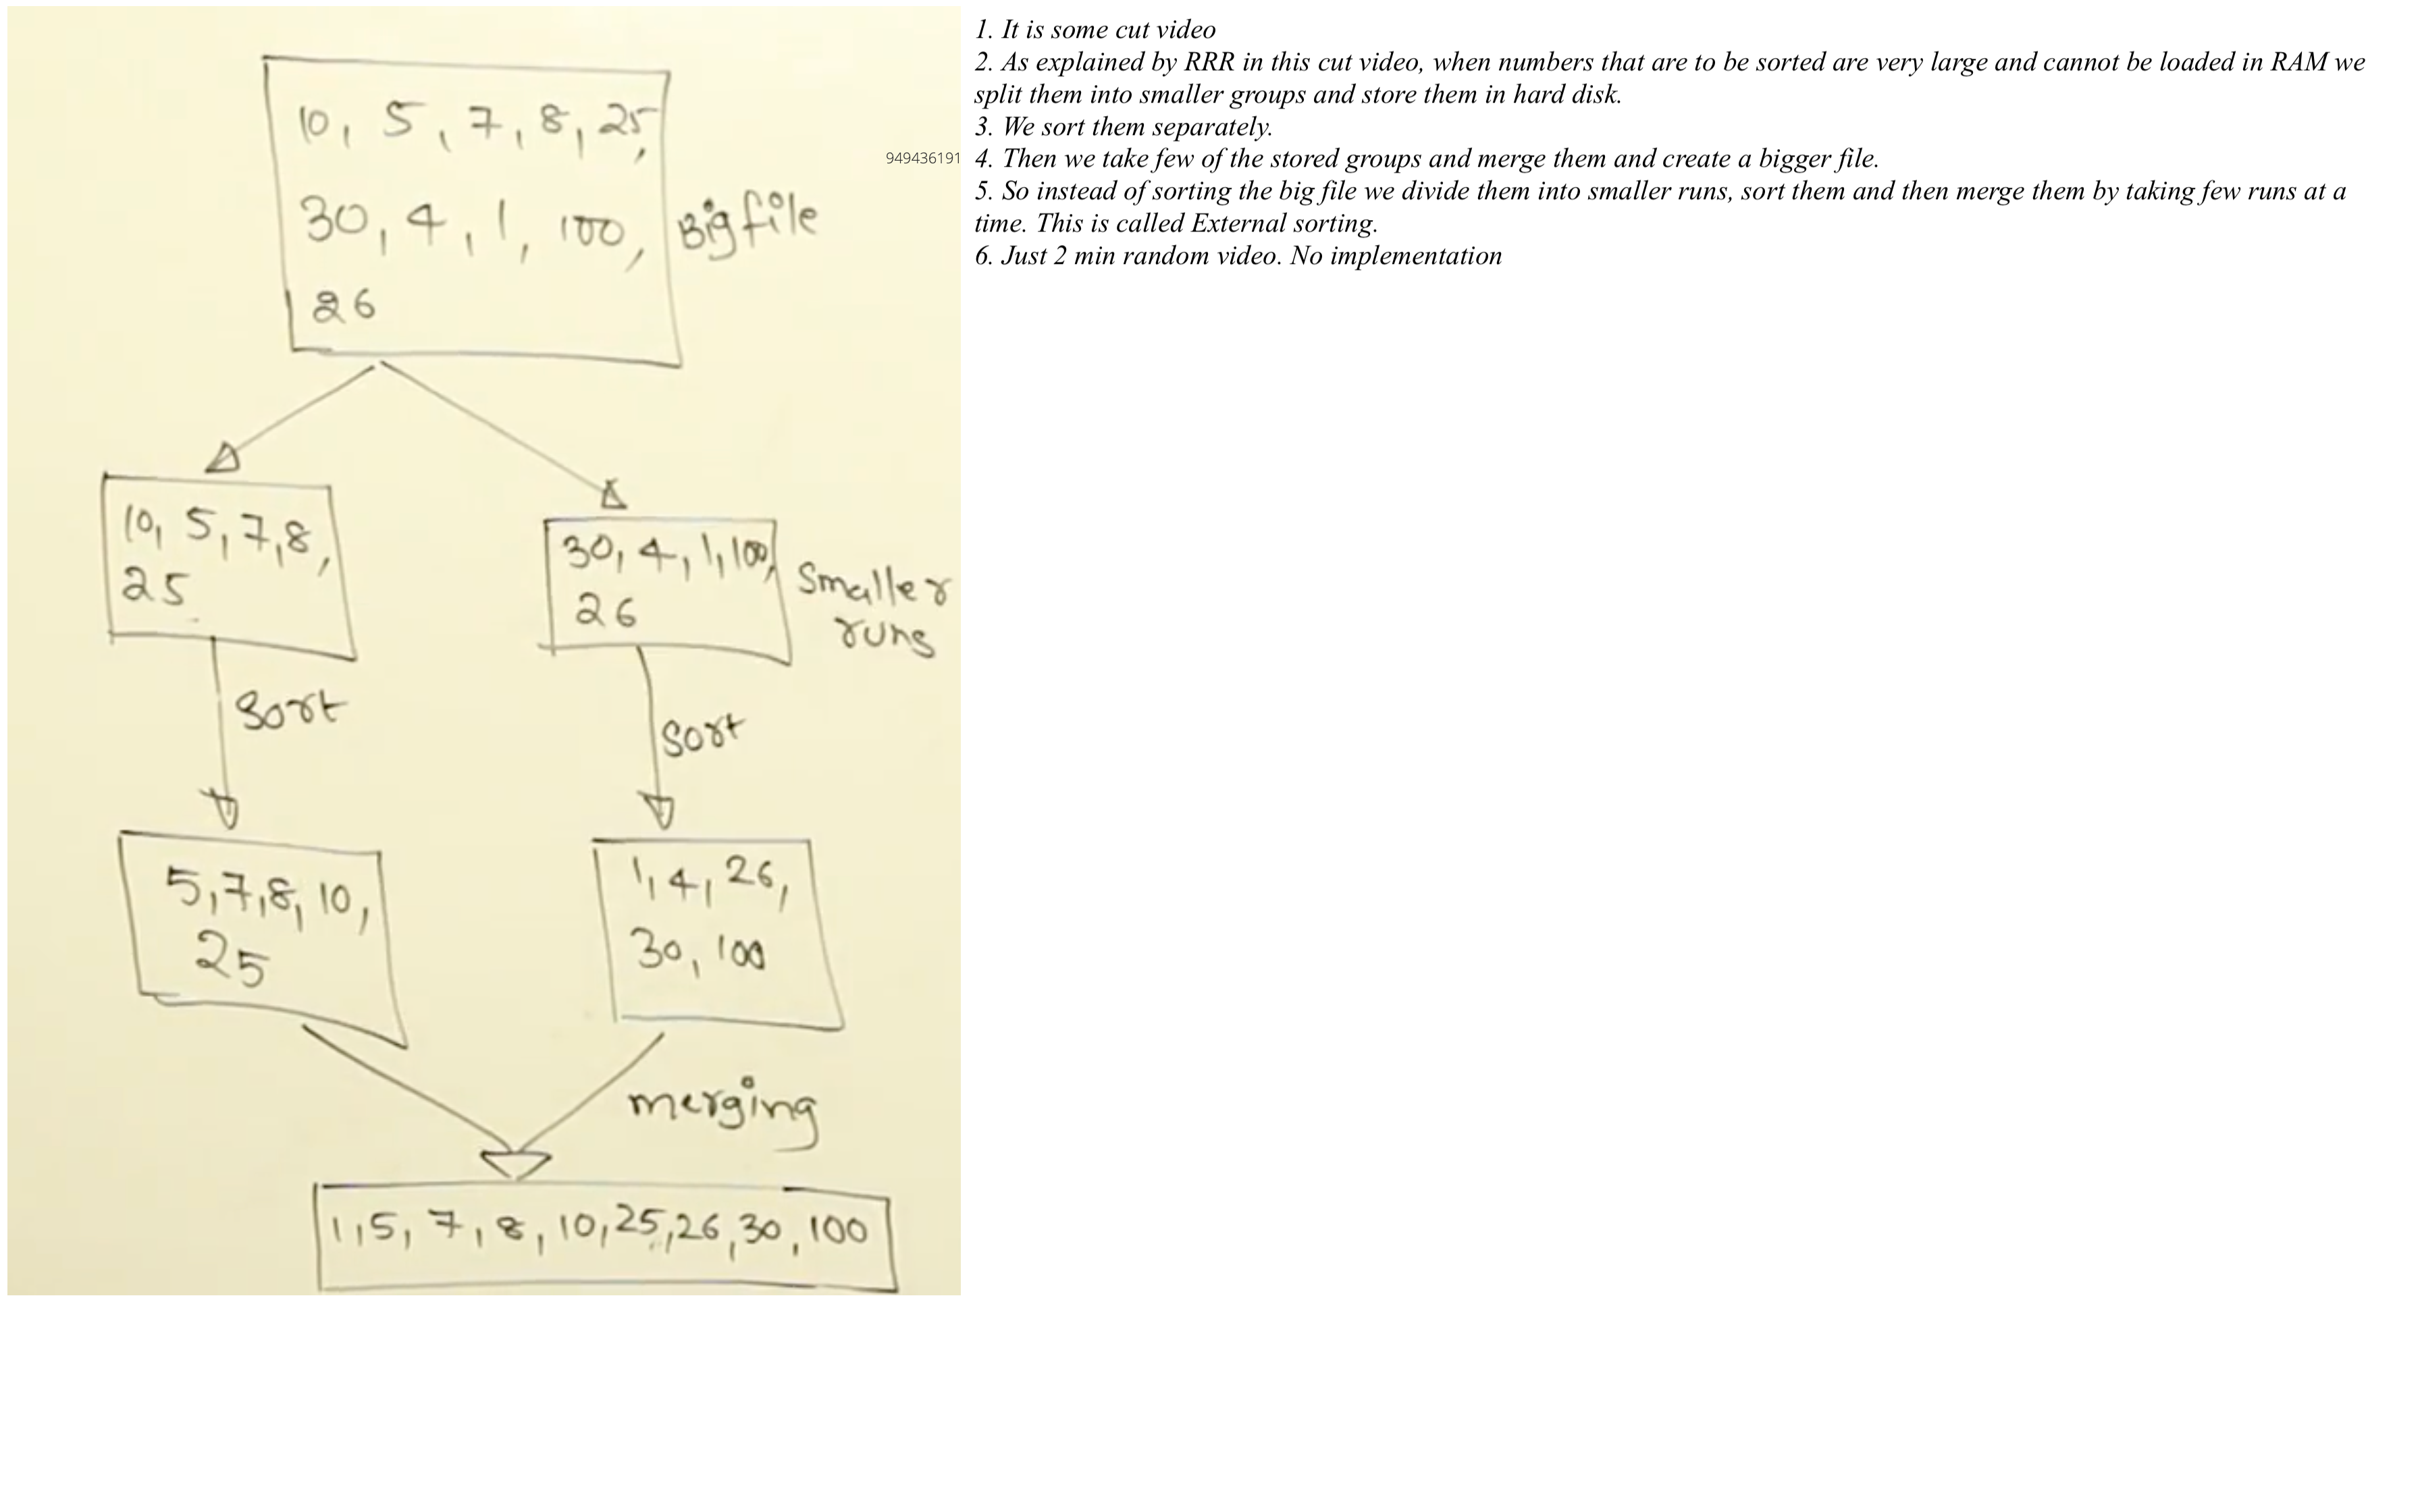 10, 5, 7, 8, 25,
30, 4, 1, 100,
Big file
26
10, 5, 7, 8,
25
30, 4, 1, 100,
26
Smaller
runs
Sort
Sort
5, 7, 8, 10,
25
1, 4, 26,
30, 100
merging
1, 5, 7, 8, 10, 25, 26, 30, 100
949436191
1. It is some cut video
2. As explained by RRR in this cut video, when numbers that are to be sorted are very large and cannot be loaded in RAM we
split them into smaller groups and store them in hard disk.
3. We sort them separately.
4. Then we take few of the stored groups and merge them and create a bigger file.
5. So instead of sorting the big file we divide them into smaller runs, sort them and then merge them by taking few runs at a
time. This is called External sorting.
6. Just 2 min random video. No implementation